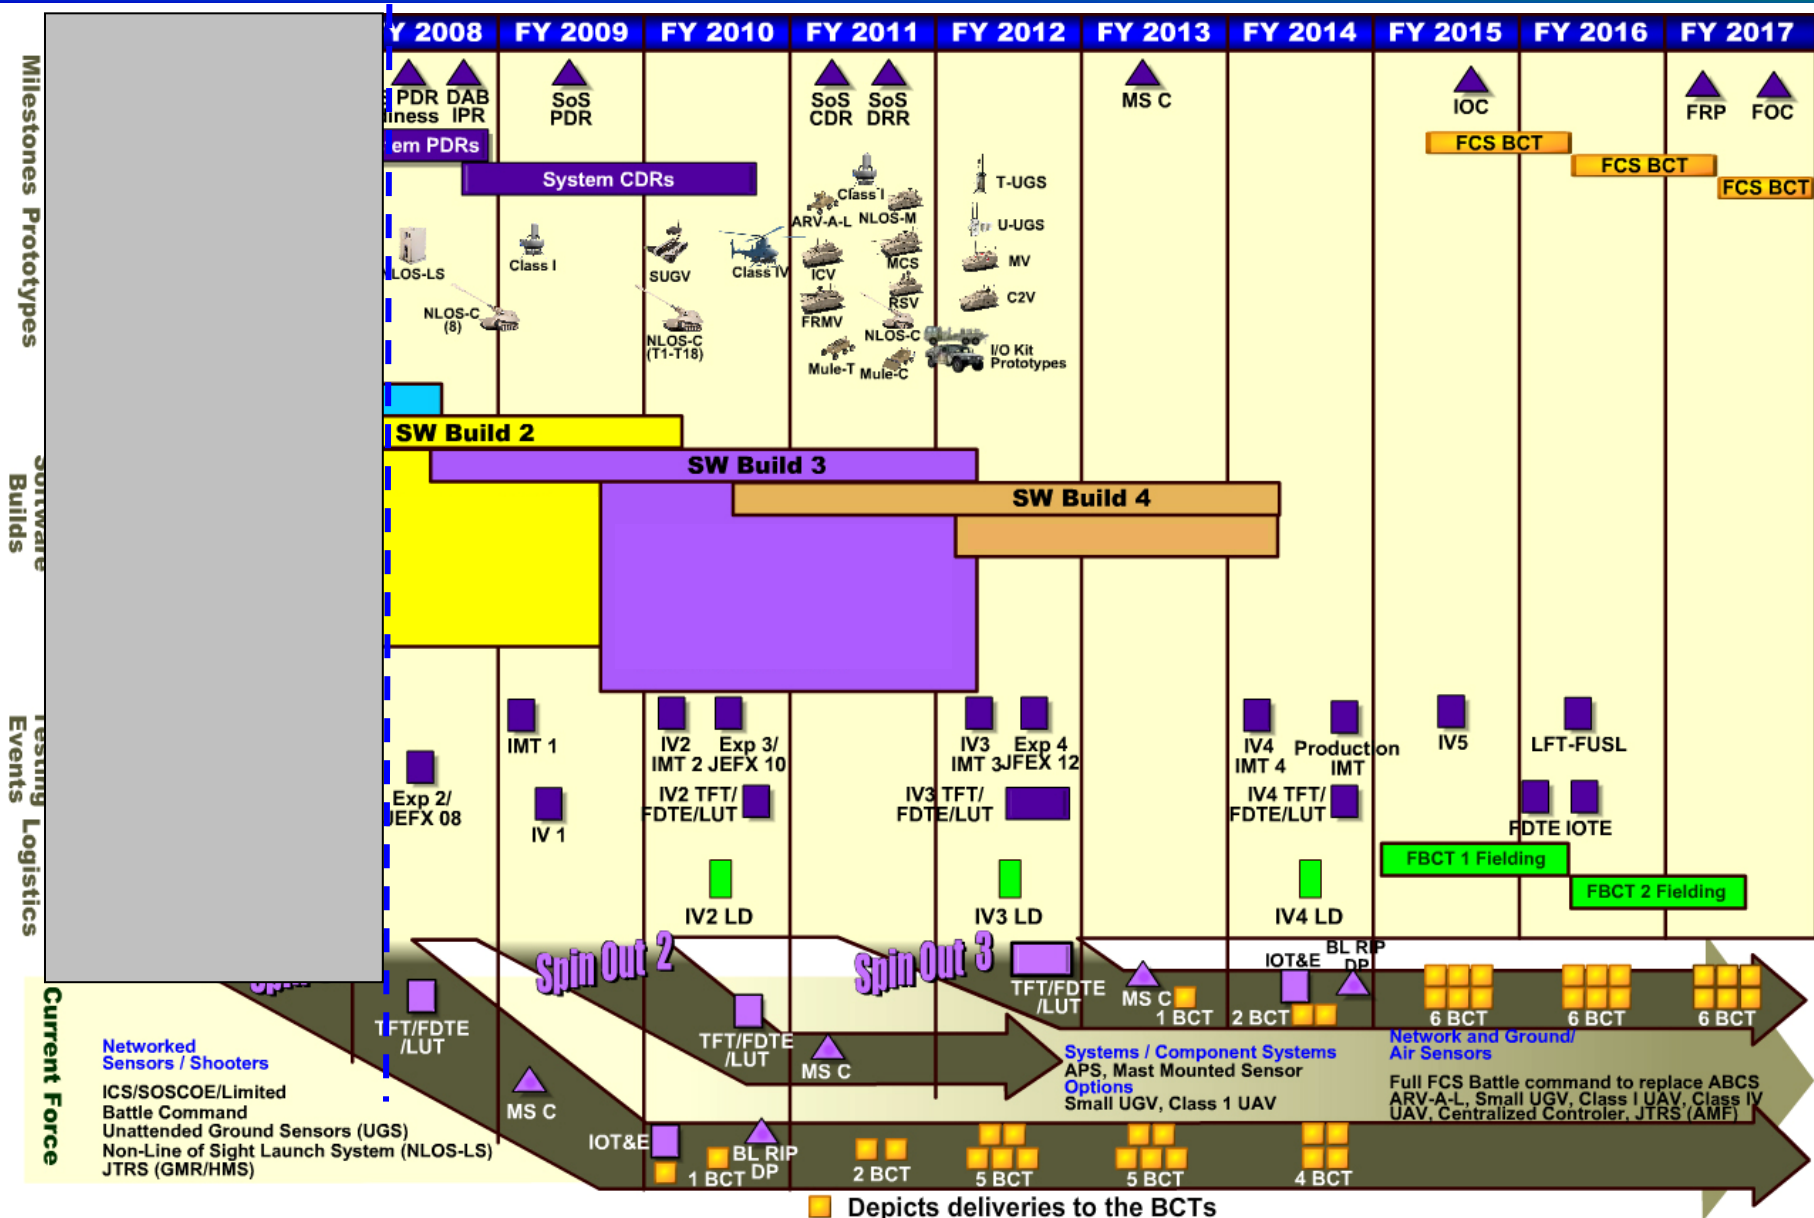 Y 2008 FY 2009 FY 2010 FY 2011 FY 2012 FY 2013 FY 2014 FY 2015 FY 2016 FY 2017
Milestones
PDR
iness
DAB
IPR
SoS
PDR
SoS
CDR
SoS
DRR
MS C
IOC
FRP
FOC
em PDRs
System CDRs
FCS BCT
FCS BCT
FCS BCT
Prototypes
LOS-LS
NLOS-C
(8)
Class I
SUGV
NLOS-C
(T1-T18)
Class IV
Class I
ARV-A-L
NLOS-M
ICV
MCS
RSV
FRMV
NLOS-C
Mule-T
Mule-C
T-UGS
U-UGS
MV
C2V
I/O Kit
Prototypes
Software
Builds
SW Build 2
SW Build 3
SW Build 4
Testing
Events
IMT 1
IV2
IMT 2
Exp 3/
JEFX 10
IV3
IMT 3
Exp 4
JFEX 12
IV4
IMT 4
Production
IMT
IV5
LFT-FUSL
Exp 2/
JEFX 08
IV 1
IV2 TFT/
FDTE/LUT
IV3 TFT/
FDTE/LUT
IV4 TFT/
FDTE/LUT
FDTE IOTE
Logistics
IV2 LD
IV3 LD
IV4 LD
FBCT 1 Fielding
FBCT 2 Fielding
Current Force
Spin Out 2
Spin Out 3
TFT/FDTE
/LUT
MS C
1 BCT
IOT&E
2 BCT
BL RIP
DP
6 BCT
6 BCT
6 BCT
TFT/FDTE
/LUT
MS C
TFT/FDTE
/LUT
MS C
IOT&E
1 BCT
BL RIP
DP
2 BCT
5 BCT
5 BCT
4 BCT
Networked
Sensors / Shooters
ICS/SOSCOE/Limited
Battle Command
Unattended Ground Sensors (UGS)
Non-Line of Sight Launch System (NLOS-LS)
JTRS (GMR/HMS)
Systems / Component Systems
APS, Mast Mounted Sensor
Options
Small UGV, Class 1 UAV
Network and Ground/
Air Sensors
Full FCS Battle command to replace ABCS
ARV-A-L, Small UGV, Class I UAV, Class IV
UAV, Centralized Controler, JTRS (AMF)
Depicts deliveries to the BCTs